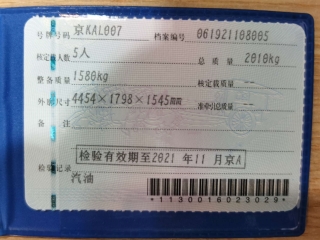 号牌号码 京KAL007 档案编号 061921108005
核定载人数 5人 总质量 2010kg
整备质量 1580kg 核定载质量 --
外廓尺寸 4454×1798×1545㎜ 准牵引总质量 --
备注
检验有效期至2021 年11 月京A
检验记录
汽油
*1130016023029*